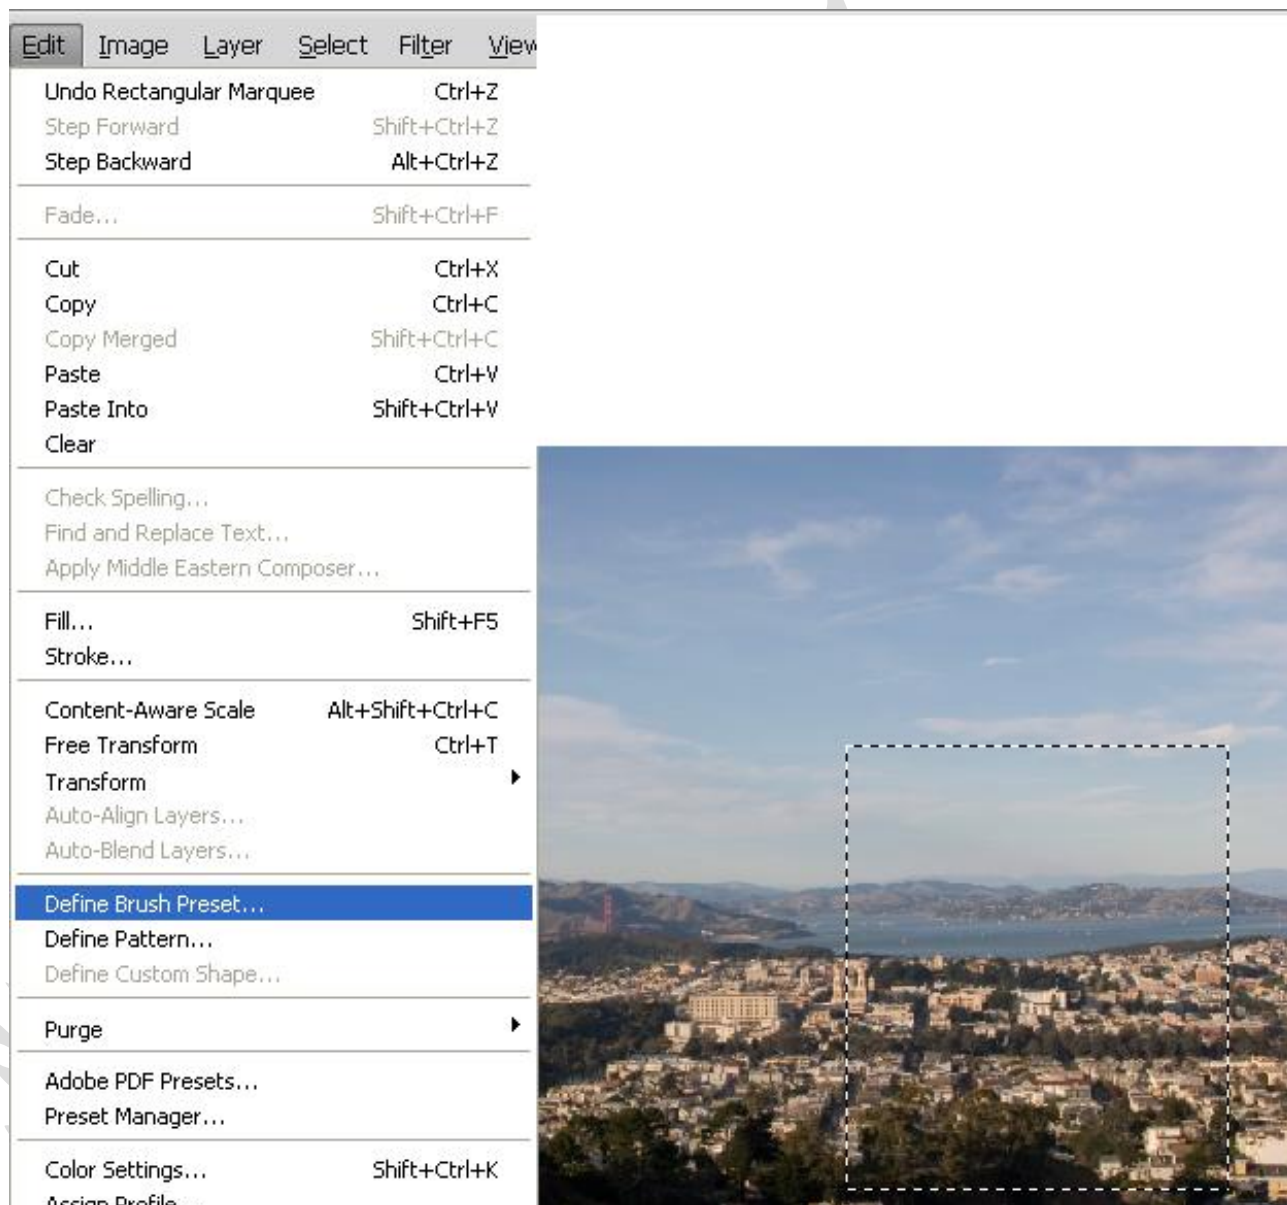 Edit Image Layer Select Filter View
Undo Rectangular Marquee Ctrl+Z
Step Forward Shift+Ctrl+Z
Step Backward Alt+Ctrl+Z
Fade... Shift+Ctrl+F
Cut Ctrl+X
Copy Ctrl+C
Copy Merged Shift+Ctrl+C
Paste Ctrl+V
Paste Into Shift+Ctrl+V
Clear
Check Spelling...
Find and Replace Text...
Apply Middle Eastern Composer...
Fill... Shift+F5
Stroke...
Content-Aware Scale Alt+Shift+Ctrl+C
Free Transform Ctrl+T
Transform
Auto-Align Layers...
Auto-Blend Layers...
Define Brush Preset...
Define Pattern...
Define Custom Shape...
Purge
Adobe PDF Presets...
Preset Manager...
Color Settings... Shift+Ctrl+K
Assign Profile...